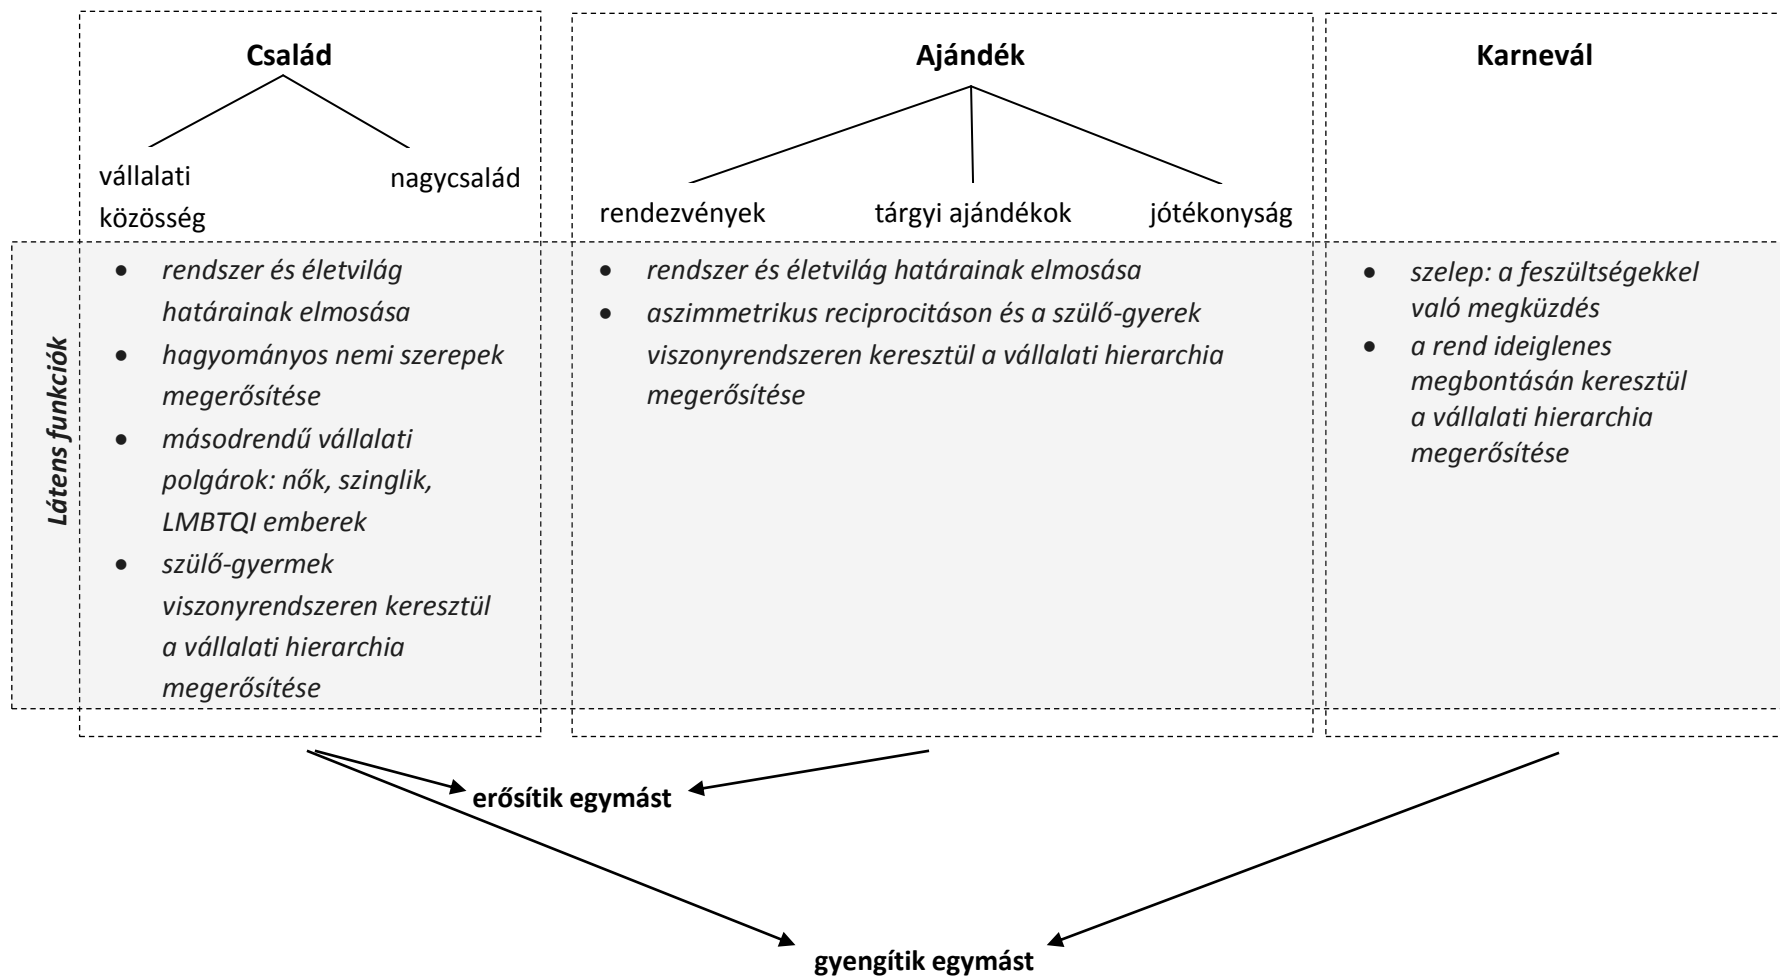 Család
vállalati
közösség
nagycsalád
Ajándék
rendezvények
tárgyi ajándékok
jótékonyság
Karnevál
Látens funkciók
• rendszer és életvilág
határainak elmosása
• hagyományos nemi szerepek
megerősítése
• másodrendű vállalati
polgárok: nők, szinglik,
LMBTQI emberek
• szülő-gyermek
viszonyrendszeren keresztül
a vállalati hierarchia
megerősítése
• rendszer és életvilág határainak elmosása
• aszimmetrikus reciprocitáson és a szülő-gyerek
viszonyrendszeren keresztül a vállalati hierarchia
megerősítése
• szelep: a feszültségekkel
való megküzdés
• a rend ideiglenes
megbontásán keresztül
a vállalati hierarchia
megerősítése
erősítik egymást
gyengítik egymást